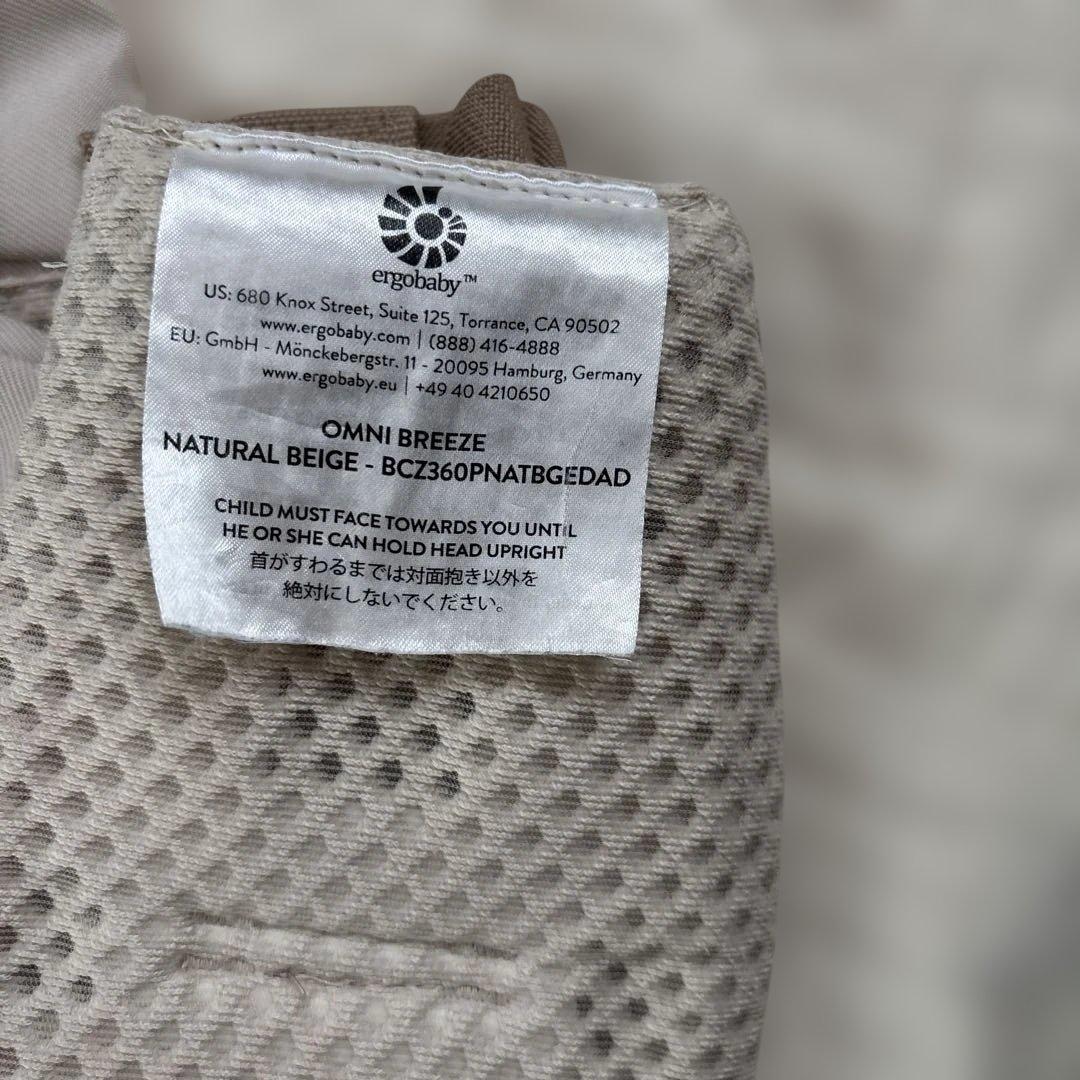 ergobaby™
US: 680 Knox Street, Suite 125, Torrance, CA 90502
www.ergobaby.com | (888) 416-4888
EU: GmbH - Mönckebergstr. 11 - 20095 Hamburg, Germany
www.ergobaby.eu | +49 40 4210650
OMNI BREEZE
NATURAL BEIGE - BCZ360PNATBGEDAD
CHILD MUST FACE TOWARDS YOU UNTIL
HE OR SHE CAN HOLD HEAD UPRIGHT
首がすわるまでは対面抱き以外を
絶対にしないでください。